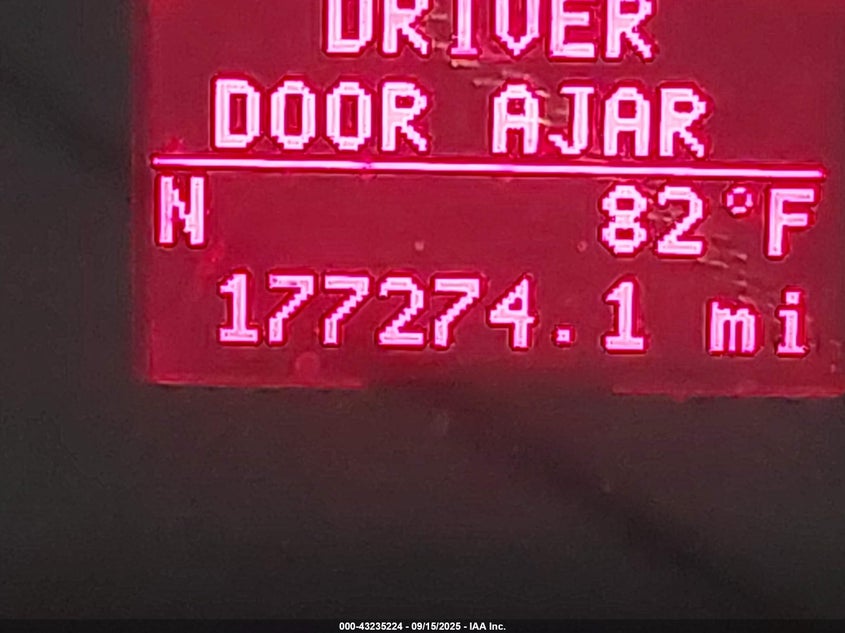 DRIVER
DOOR AJAR
N 82°F
177274.1 mi
000-43235224 - 09/15/2025 - IAA Inc.